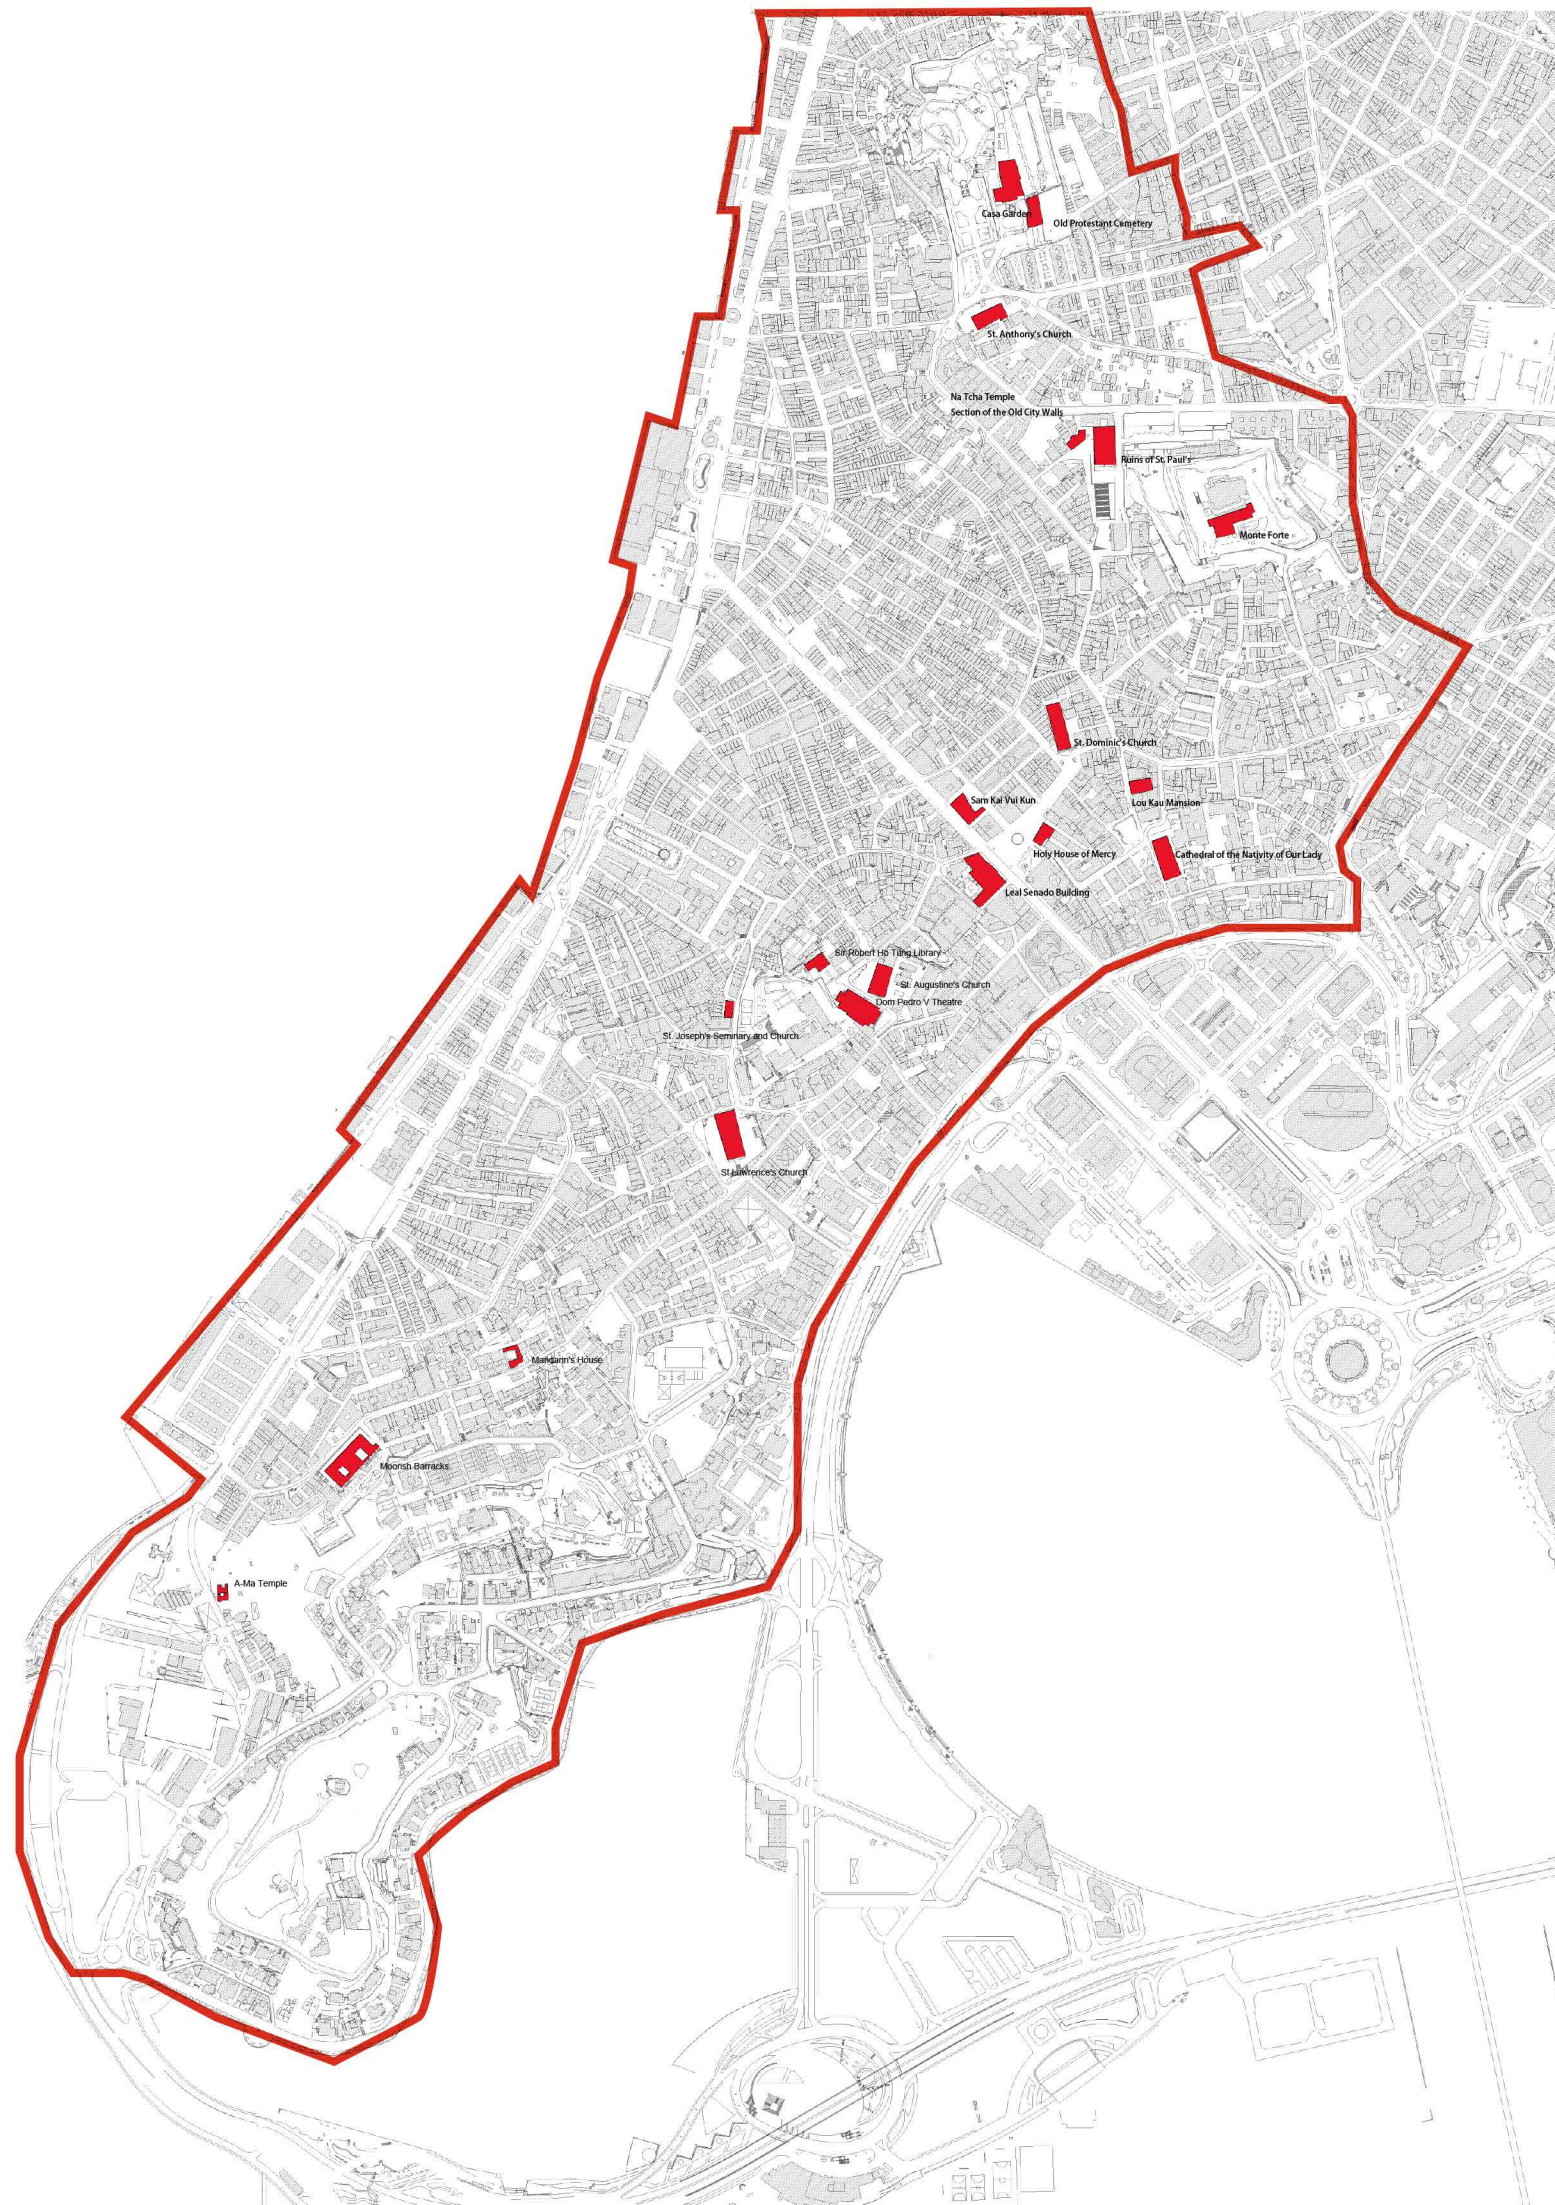 Casa Garden
Old Protestant Cemetery
St. Anthony's Church
Na Tcha Temple
Section of the Old City Walls
Ruins of St. Paul's
Monte Forte
St. Dominic's Church
Sam Kai Vui Kun
Lou Kau Mansion
Holy House of Mercy
Cathedral of the Nativity of Our Lady
Leal Senado Building
Sir Robert Ho Tung Library
St. Augustine's Church
Dom Pedro V Theatre
St. Joseph's Seminary and Church
St Lawrence's Church
Mandarin's House
Moorish Barracks
A-Ma Temple